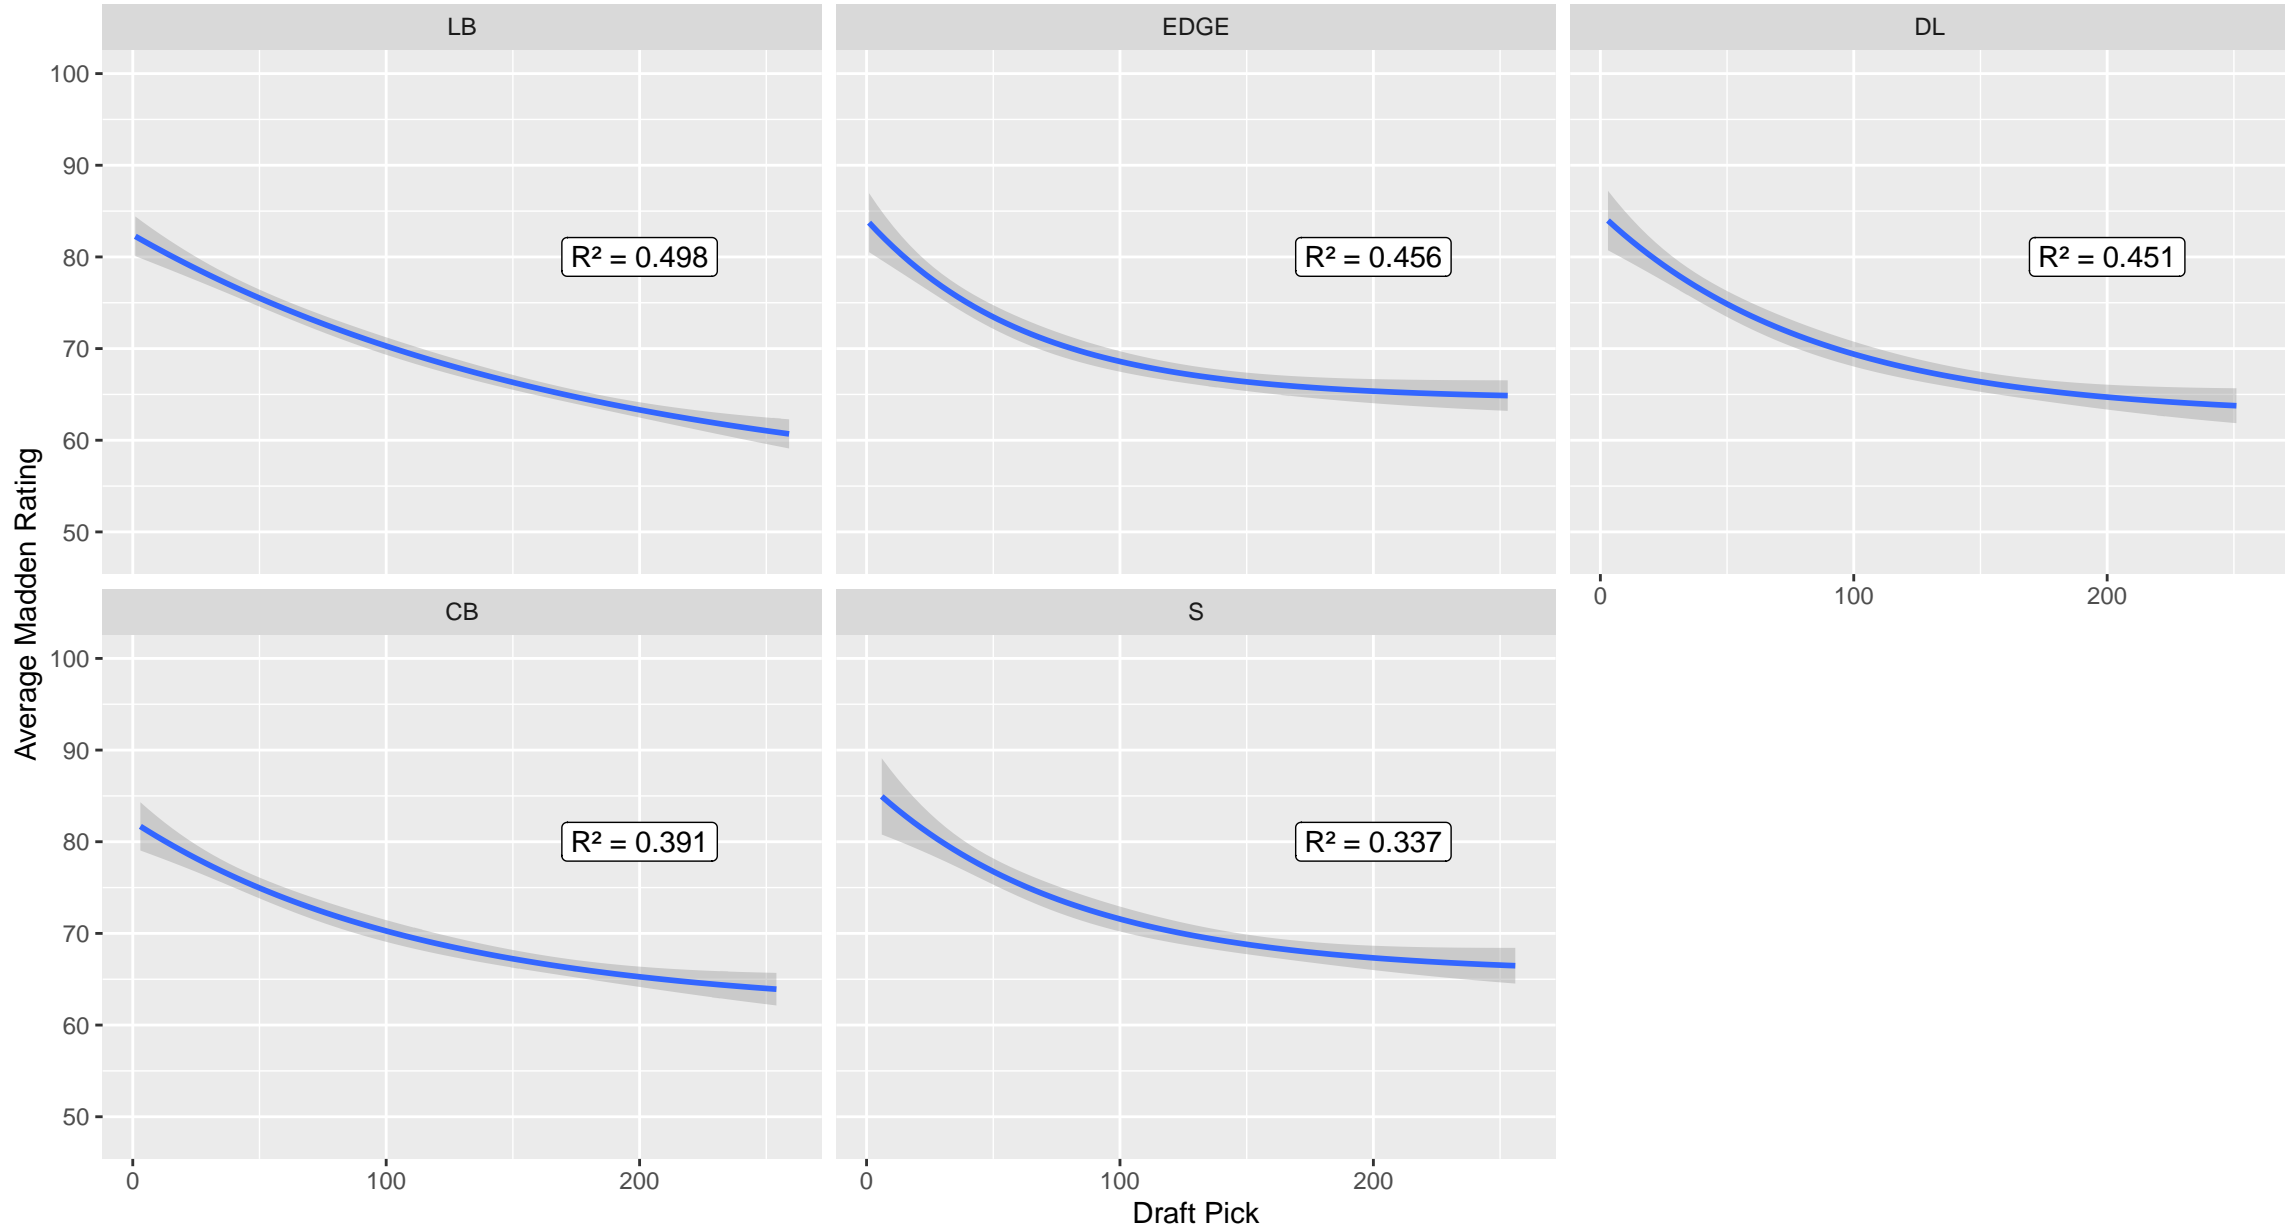 LB
EDGE
DL
100
90
80
70
60
50
R² = 0.498
R² = 0.456
R² = 0.451
0
100
200
CB
S
100
90
80
70
60
50
R² = 0.391
R² = 0.337
0
100
200
0
100
200
Average Madden Rating
Draft Pick